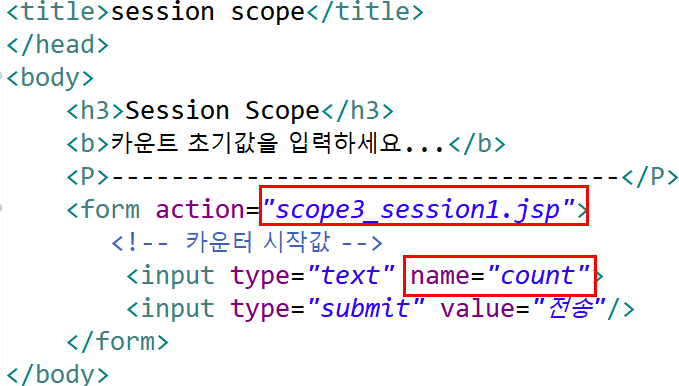 <title>session scope</title>
</head>
<body>
<h3>Session Scope</h3>
<b>카운트 초기값을 입력하세요...</b>
<P>----------------------------------</P>
<form action="scope3_session1.jsp">
<!-- 카운터 시작값 -->
<input type="text" name="count">
<input type="submit" value="전송"/>
</form>
</body>